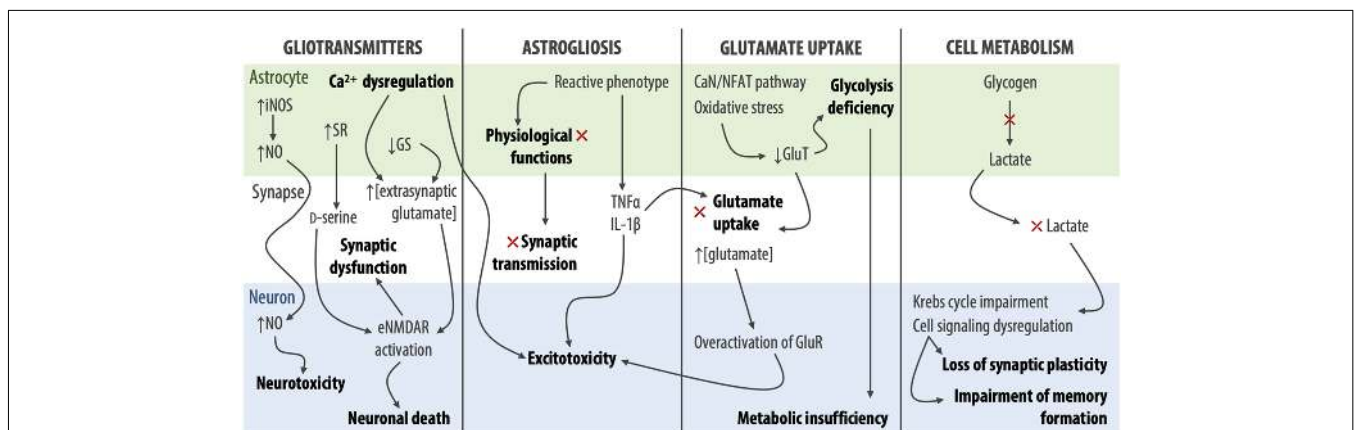 GLIOTRANSMITTERS
Astrocyte
Ca²⁺ dysregulation
↑iNOS
↑SR
↑NO
↓GS
Synapse
↑[extrasynaptic
glutamate]
D-serine
Synaptic
dysfunction
Neuron
↑NO
eNMDAR
activation
Neurotoxicity
Neuronal death
ASTROGLIOSIS
Reactive phenotype
Physiological
functions
TNFα
IL-1β
Synaptic
transmission
Excitotoxicity
GLUTAMATE UPTAKE
CaN/NFAT pathway
Oxidative stress
Glycolysis
deficiency
↓GluT
Glutamate
uptake
↑[glutamate]
Overactivation of GluR
Metabolic insufficiency
CELL METABOLISM
Glycogen
Lactate
Lactate
Krebs cycle impairment
Cell signaling dysregulation
Loss of synaptic plasticity
Impairment of memory
formation